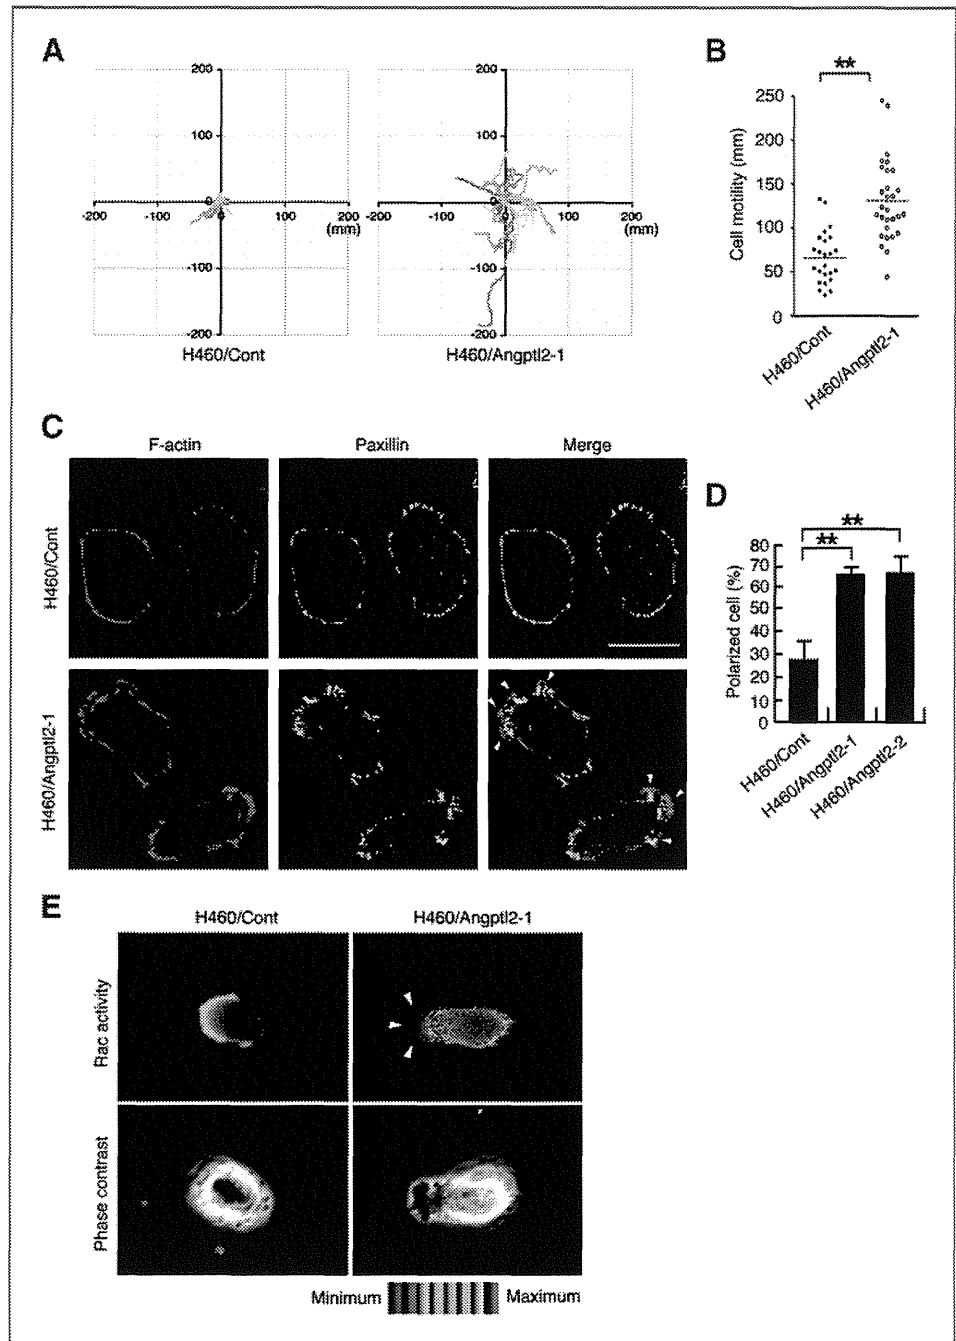 A
200
100
0
-200 -100 0 100 200
(mm)
-100
-200
H460/Cont
200
100
0
-200 -100 0 100 200
(mm)
-100
-200
H460/Angptl2-1
B
**
Cell motility (mm)
250
200
150
100
50
0
H460/Cont
H460/Angptl2-1
C
F-actin Paxillin Merge
H460/Cont
H460/Angptl2-1
D
**
**
Polarized cell (%)
80
70
60
50
40
30
20
10
0
H460/Cont
H460/Angptl2-1
H460/Angptl2-2
E
H460/Cont H460/Angptl2-1
Rac activity
Phase contrast
Minimum Maximum